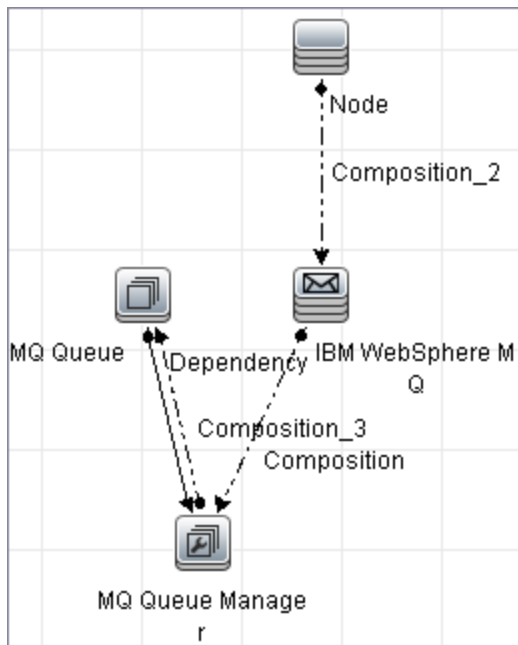 Node
Composition_2
MQ Queue
Dependency
IBM WebSphere M
Q
Composition_3
Composition
MQ Queue Manage
r